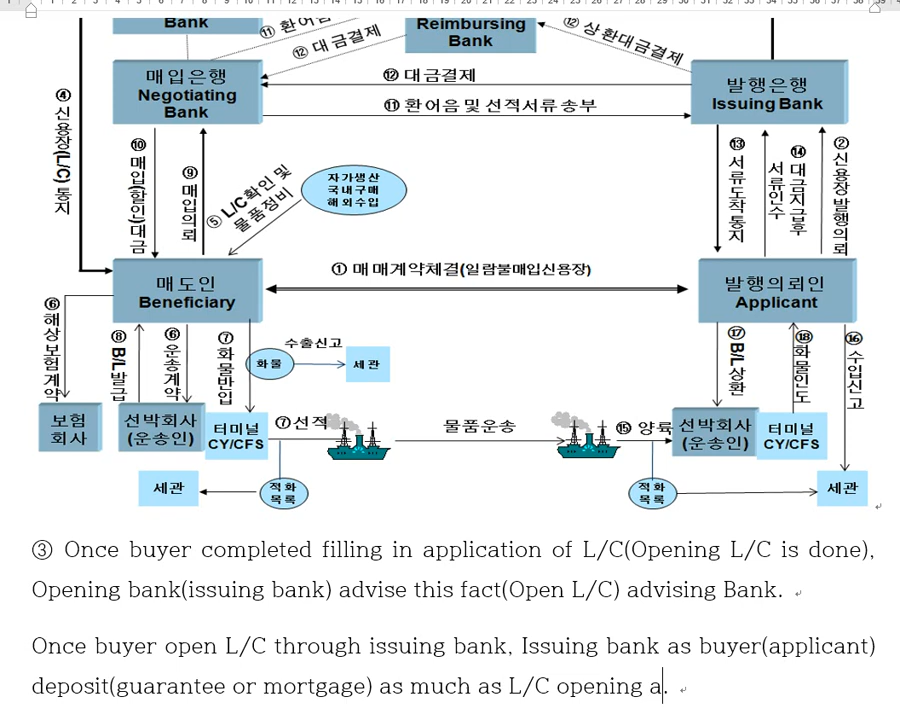 Bank
⑪ 환어음
⑫ 대금결제
Reimbursing
Bank
⑫ 상환대금결제
매입은행
Negotiating
Bank
⑫ 대금결제
⑪ 환어음 및 선적서류 송부
발행은행
Issuing Bank
④ 신용장(L/C) 통지
⑩ 매입(할인)대금
⑨ 매입의뢰
⑤ L/C확인 및
물품정비
자가생산
국내구매
해외수입
⑬ 서류도착통지
⑭ 대금지급후
서류인수
② 신용장발행의뢰
매도인
Beneficiary
① 매매계약체결(일람불매입신용장)
발행의뢰인
Applicant
⑥ 해상보험계약
⑧ B/L발급
⑥ 운송계약
⑦ 화물반입
화물
수출신고
세관
⑰ B/L상환
⑱ 화물인도
⑯ 수입신고
보험
회사
선박회사
(운송인)
터미널
CY/CFS
⑦선적
물품운송
⑮ 양륙
선박회사
(운송인)
터미널
CY/CFS
세관
적화
목록
적화
목록
세관
③ Once buyer completed filling in application of L/C(Opening L/C is done),
Opening bank(issuing bank) advise this fact(Open L/C) advising Bank.
Once buyer open L/C through issuing bank, Issuing bank as buyer(applicant)
deposit(guarantee or mortgage) as much as L/C opening a.